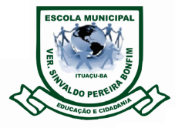 ESCOLA MUNICIPAL
VER. SINVALDO PEREIRA BONFIM
ITUAÇU-BA
EDUCAÇÃO E CIDADANIA